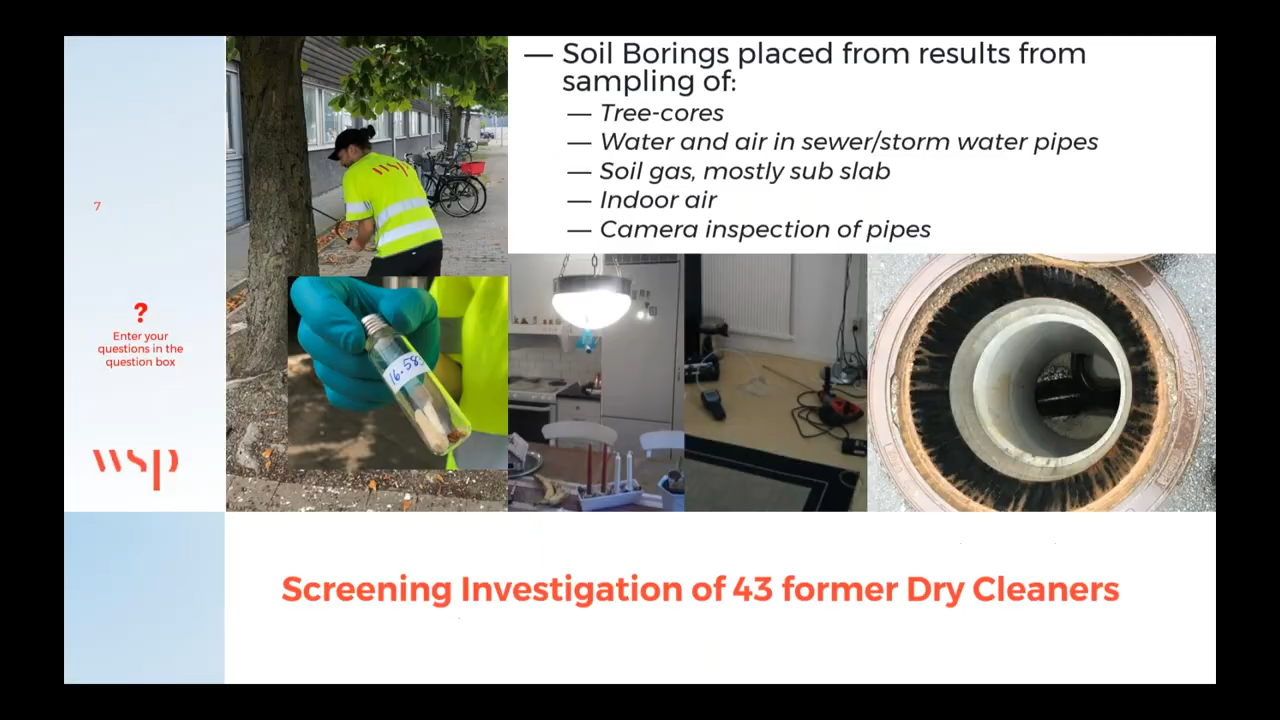 — Soil Borings placed from results from
sampling of:
— Tree-cores
— Water and air in sewer/storm water pipes
— Soil gas, mostly sub slab
— Indoor air
— Camera inspection of pipes
7
?
Enter your
questions in the
question box
wsp
wsp
16-58
Screening Investigation of 43 former Dry Cleaners